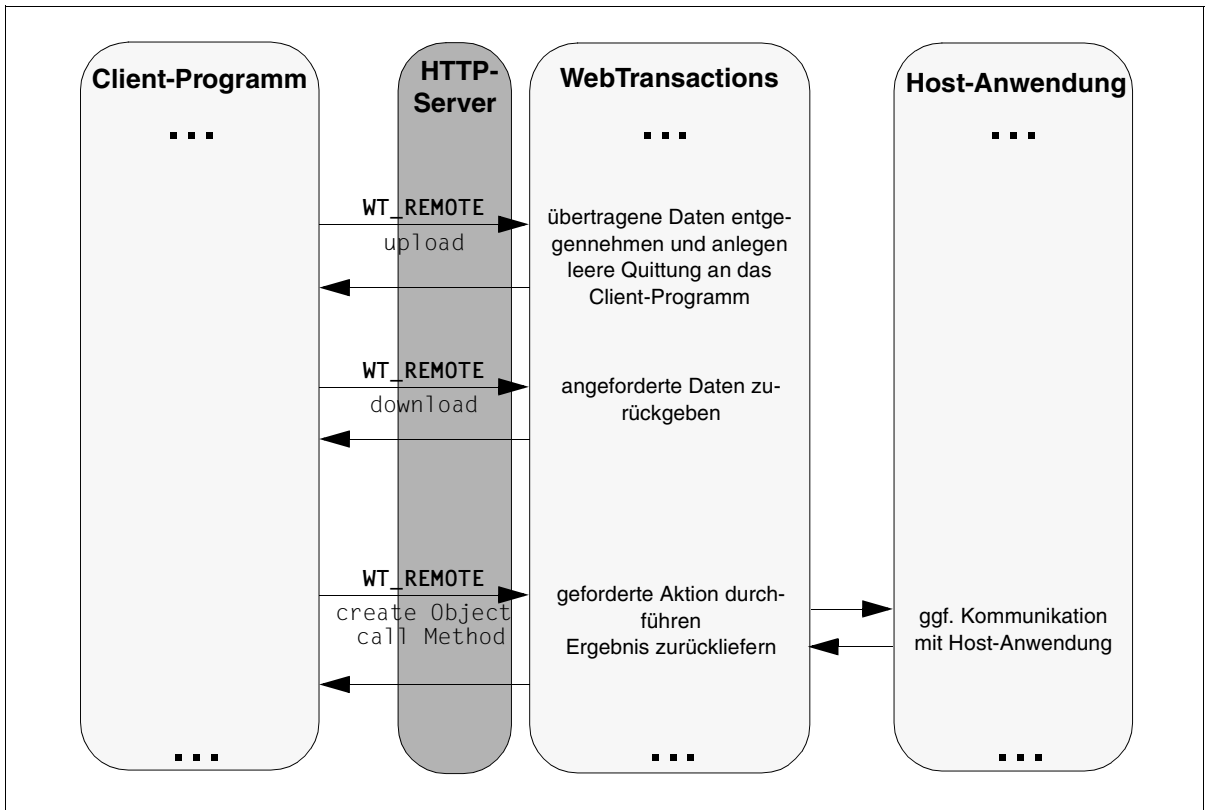 Client-Programm
HTTP-
Server
WebTransactions
Host-Anwendung
...
...
...
WT_REMOTE
upload
übertragene Daten entge-
gennehmen und anlegen
leere Quittung an das
Client-Programm
WT_REMOTE
download
angeforderte Daten zu-
rückgeben
WT_REMOTE
create Object
call Method
geforderte Aktion durch-
führen
Ergebnis zurückliefern
ggf. Kommunikation
mit Host-Anwendung
...
...
...